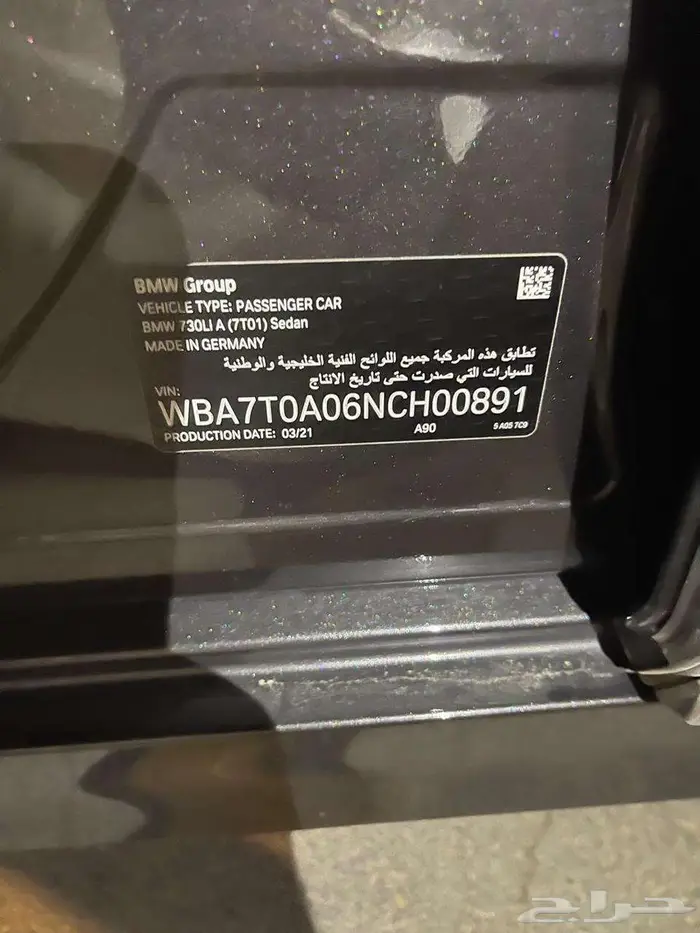 BMW Group
VEHICLE TYPE: PASSENGER CAR
BMW 730LI A (7T01) Sedan
MADE IN GERMANY
تطابق هذه المركبة جميع اللوائح الفنية الخليجية و الوطنية
للسيارات التي صدرت حتى تاريخ الانتاج
VIN:
WBA7T0A06NCH00891
PRODUCTION DATE: 03/21 A90 5 A05 7C9
حراج